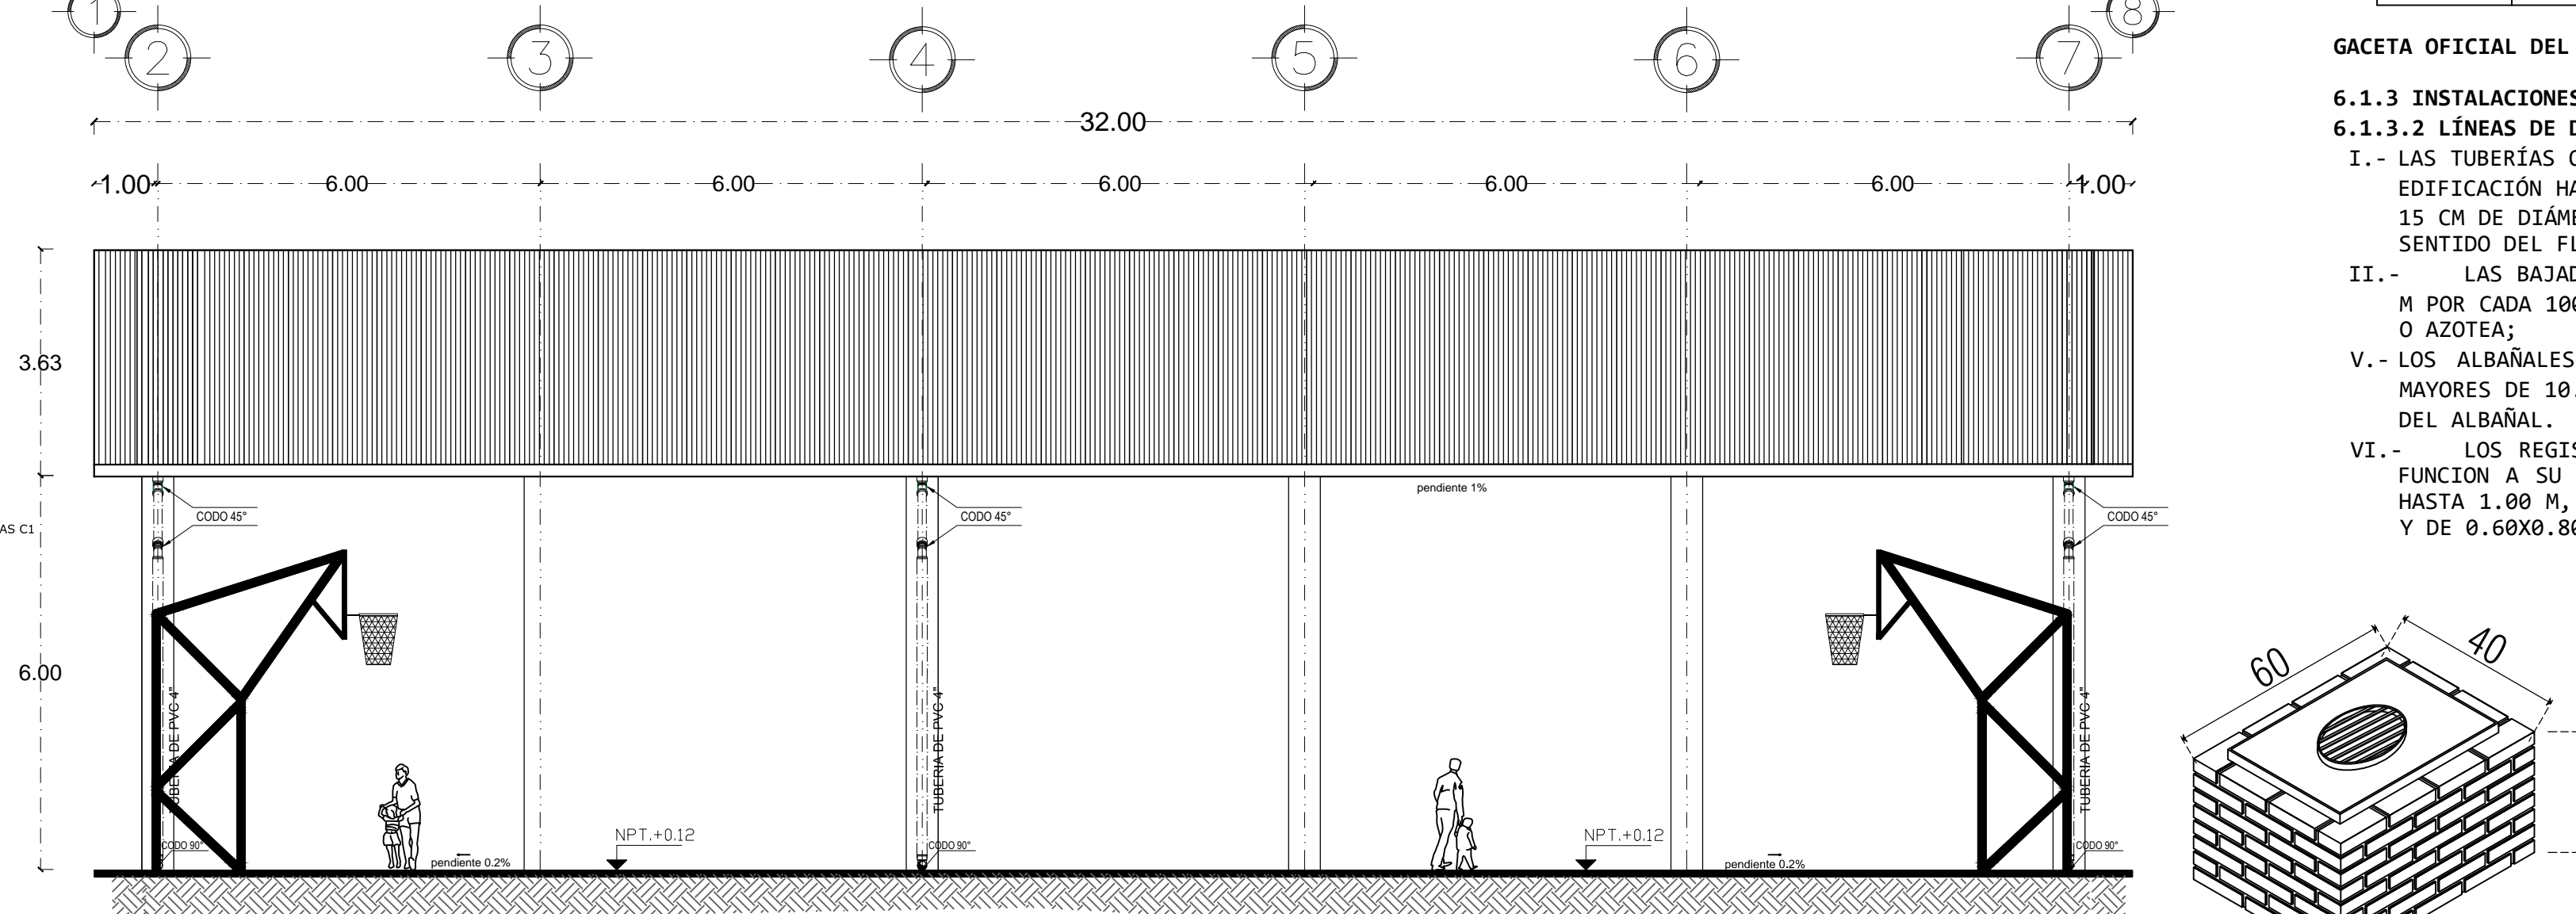 1
8
2
3
4
5
6
7
32.00
1.00 6.00 6.00 6.00 6.00 6.00 1.00
3.63
6.00
AS C1
pendiente 1%
CODO 45°
CODO 45°
CODO 45°
TUBERIA DE PVC 4"
TUBERIA DE PVC 4"
TUBERIA DE PVC 4"
NPT.+0.12
NPT.+0.12
CODO 90°
CODO 90°
CODO 90°
pendiente 0.2%
pendiente 0.2%
GACETA OFICIAL DEL
6.1.3 INSTALACIONES
6.1.3.2 LÍNEAS DE D
I.- LAS TUBERÍAS
EDIFICACIÓN HA
15 CM DE DIÁME
SENTIDO DEL FL
II.- LAS BAJAD
M POR CADA 100
O AZOTEA;
V.- LOS ALBAÑALES
MAYORES DE 10.
DEL ALBAÑAL.
VI.- LOS REGIS
FUNCION A SU
HASTA 1.00 M,
Y DE 0.60X0.80
60
40